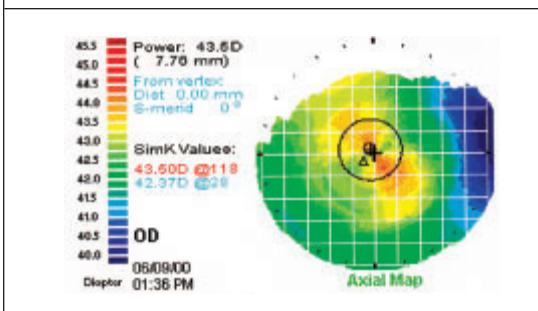 45.5
45.0
44.5
44.0
43.5
43.0
42.5
42.0
41.5
41.0
40.5
40.0
Diopter
Power: 43.5D
( 7.76 mm)
From vertex:
Dist 0.00 mm
S-merid 0°
SimK Values:
43.50D @118
42.37D @28
OD
06/09/00
01:36 PM
Axial Map